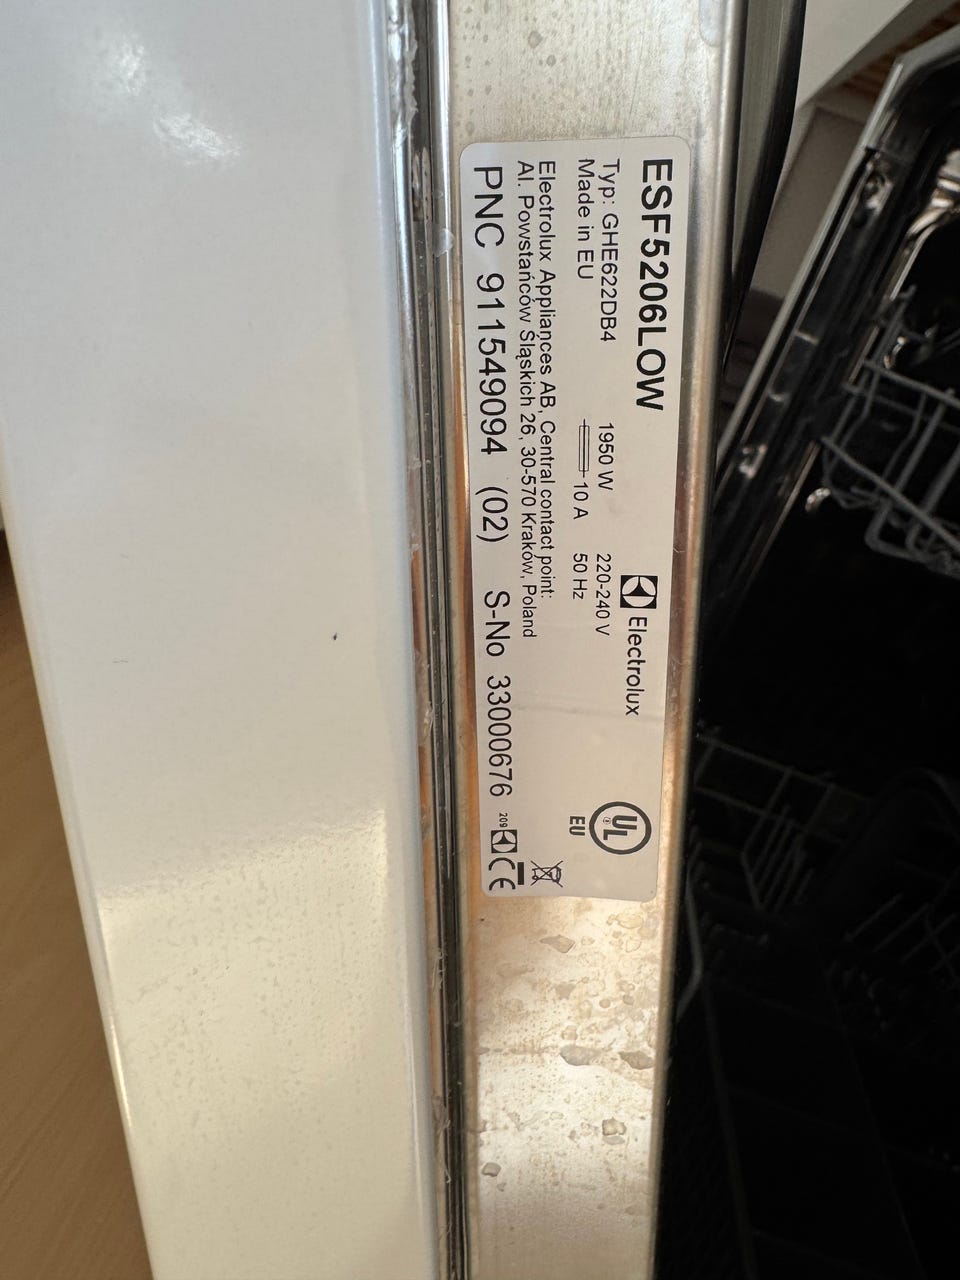 ESF5206LOW
Electrolux
Typ: GHE622DB4 1950 W 220-240 V
Made in EU 10 A 50 Hz
UL
EU
Electrolux Appliances AB, Central contact point:
Al. Powstańców Śląskich 26, 30-570 Kraków, Poland
PNC 911549094 (02) S-No 33000676
209
CE